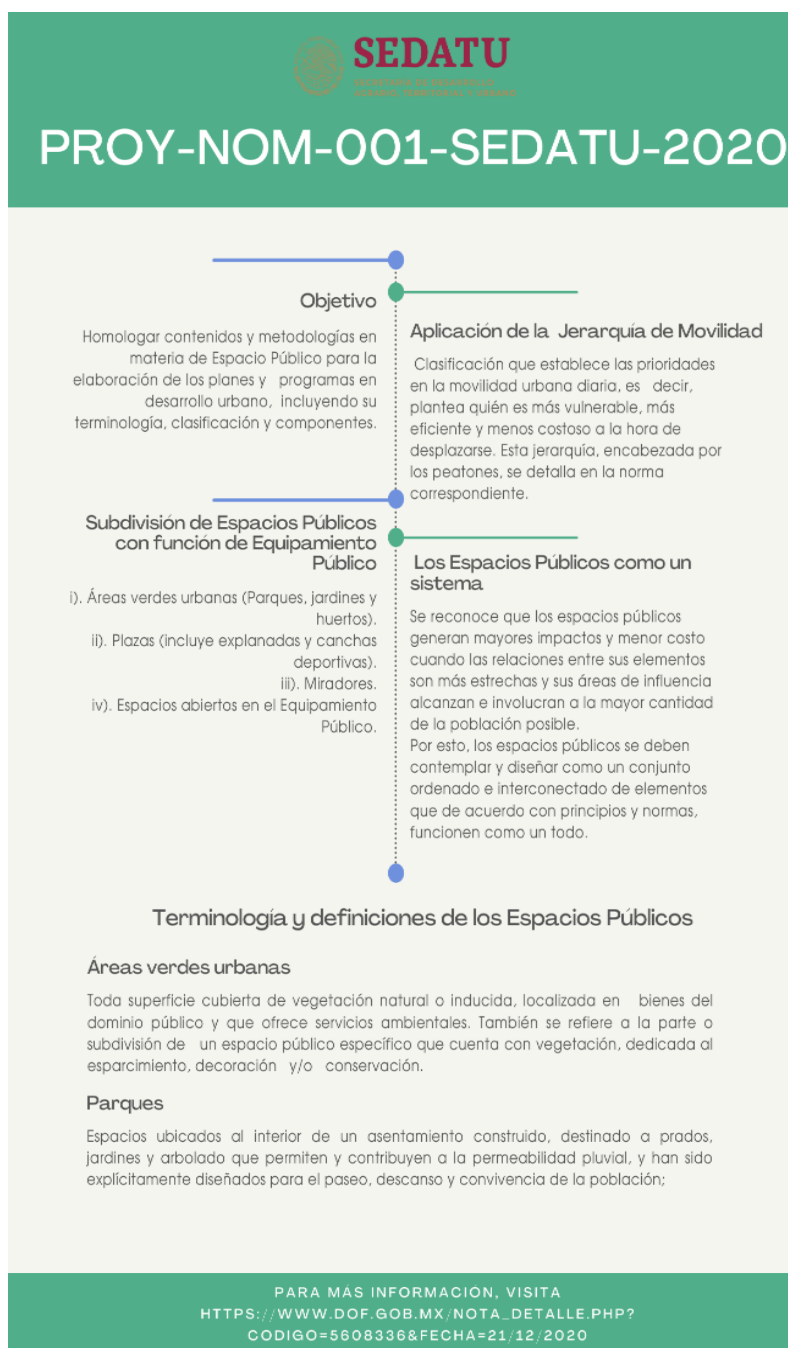 SEDATU
SECRETARÍA DE DESARROLLO
AGRARIO, TERRITORIAL Y URBANO
PROY-NOM-001-SEDATU-2020
Objetivo
Homologar contenidos y metodologías en
materia de Espacio Público para la
elaboración de los planes y programas en
desarrollo urbano, incluyendo su
terminología, clasificación y componentes.
Aplicación de la Jerarquía de Movilidad
Clasificación que establece las prioridades
en la movilidad urbana diaria, es decir,
plantea quién es más vulnerable, más
eficiente y menos costoso a la hora de
desplazarse. Esta jerarquía, encabezada por
los peatones, se detalla en la norma
correspondiente.
Subdivisión de Espacios Públicos
con función de Equipamiento
Público
i). Áreas verdes urbanas (Parques, jardines y
huertos).
ii). Plazas (incluye explanadas y canchas
deportivas).
iii). Miradores.
iv). Espacios abiertos en el Equipamiento
Público.
Los Espacios Públicos como un
sistema
Se reconoce que los espacios públicos
generan mayores impactos y menor costo
cuando las relaciones entre sus elementos
son más estrechas y sus áreas de influencia
alcanzan e involucran a la mayor cantidad
de la población posible.
Por esto, los espacios públicos se deben
contemplar y diseñar como un conjunto
ordenado e interconectado de elementos
que de acuerdo con principios y normas,
funcionen como un todo.
Terminología y definiciones de los Espacios Públicos
Áreas verdes urbanas
Toda superficie cubierta de vegetación natural o inducida, localizada en bienes del
dominio público y que ofrece servicios ambientales. También se refiere a la parte o
subdivisión de un espacio público específico que cuenta con vegetación, dedicada al
esparcimiento, decoración y/o conservación.
Parques
Espacios ubicados al interior de un asentamiento construido, destinado a prados,
jardines y arbolado que permiten y contribuyen a la permeabilidad pluvial, y han sido
explícitamente diseñados para el paseo, descanso y convivencia de la población;
PARA MÁS INFORMACIÓN, VISITA
HTTPS://WWW.DOF.GOB.MX/NOTA_DETALLE.PHP?
CODIGO=5608336&FECHA=21/12/2020